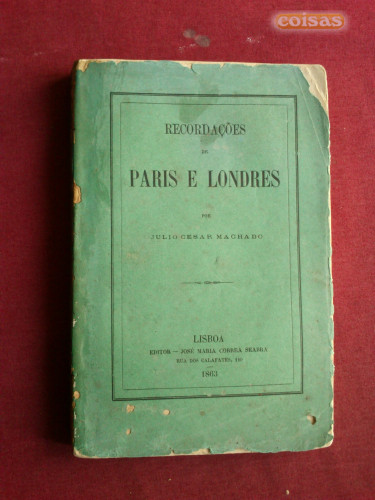 coisas
RECORDAÇÕES
DE
PARIS E LONDRES
POR
JULIO CESAR MACHADO
LISBOA
EDITOR — JOSÉ MARIA CORREA SEABRA
RUA DOS CALAFATES, 110
1863